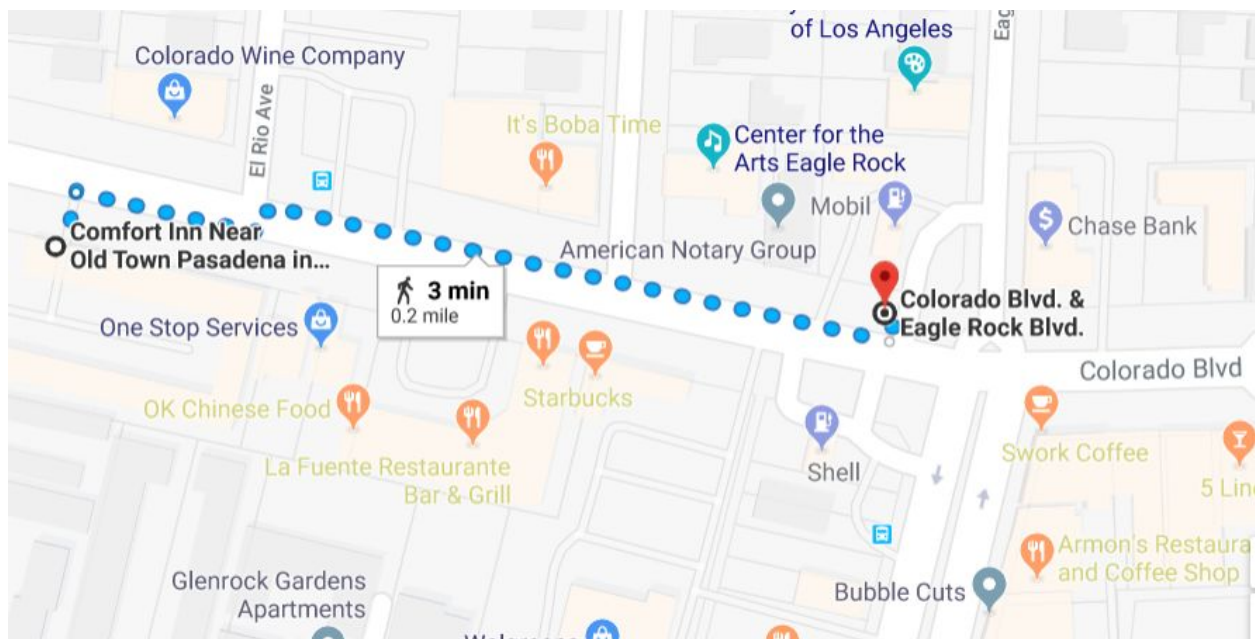 of Los Angeles
Colorado Wine Company
El Rio Ave
It's Boba Time
Center for the
Arts Eagle Rock
Mobil
Chase Bank
Comfort Inn Near
Old Town Pasadena in...
American Notary Group
3 min
0.2 mile
Colorado Blvd. &
Eagle Rock Blvd.
One Stop Services
Colorado Blvd
Starbucks
OK Chinese Food
La Fuente Restaurante
Bar & Grill
Shell
Swork Coffee
5 Lin
Armon's Restaura
and Coffee Shop
Glenrock Gardens
Apartments
Bubble Cuts